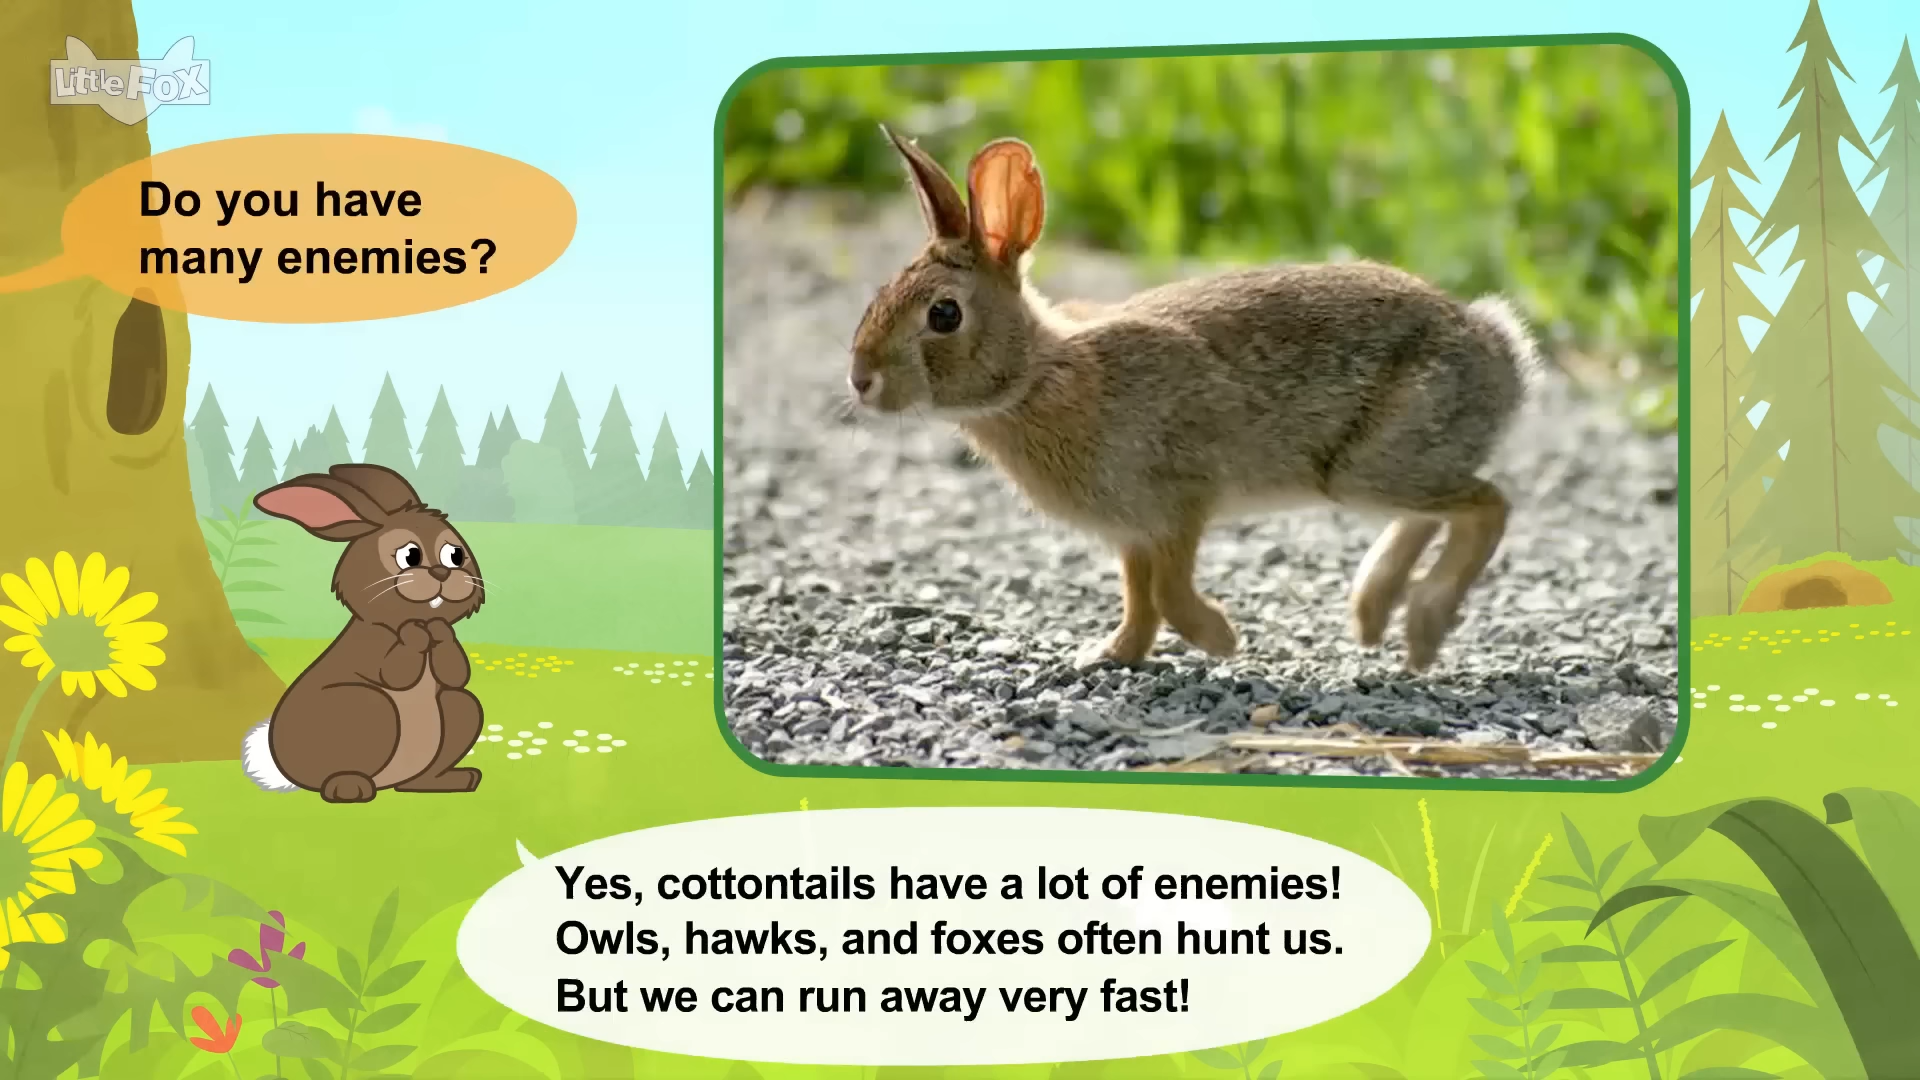 Little Fox
Do you have
many enemies?
Yes, cottontails have a lot of enemies!
Owls, hawks, and foxes often hunt us.
But we can run away very fast!